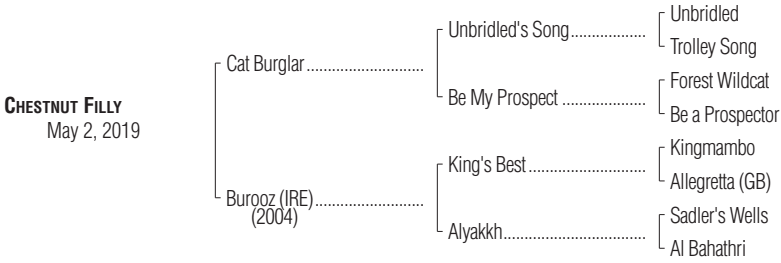 Unbridled
Unbridled's Song
Trolley Song
Cat Burglar
Forest Wildcat
Be My Prospect
Be a Prospector
CHESTNUT FILLY
May 2, 2019
Kingmambo
King's Best
Allegretta (GB)
Burooz (IRE)
(2004)
Sadler's Wells
Alyakkh
Al Bahathri